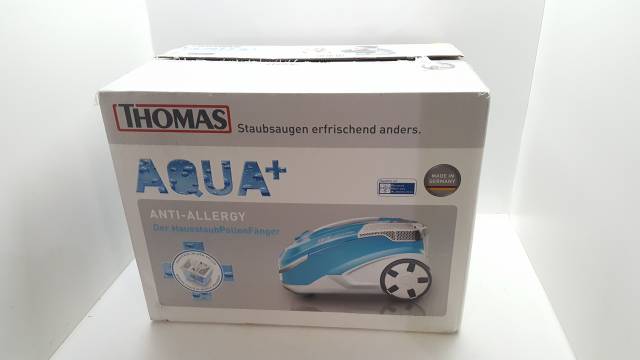 THOMAS
Staubsaugen erfrischend anders.
AQUA+
MADE IN
GERMANY
ANTI-ALLERGY
Der HausstaubPollenFänger